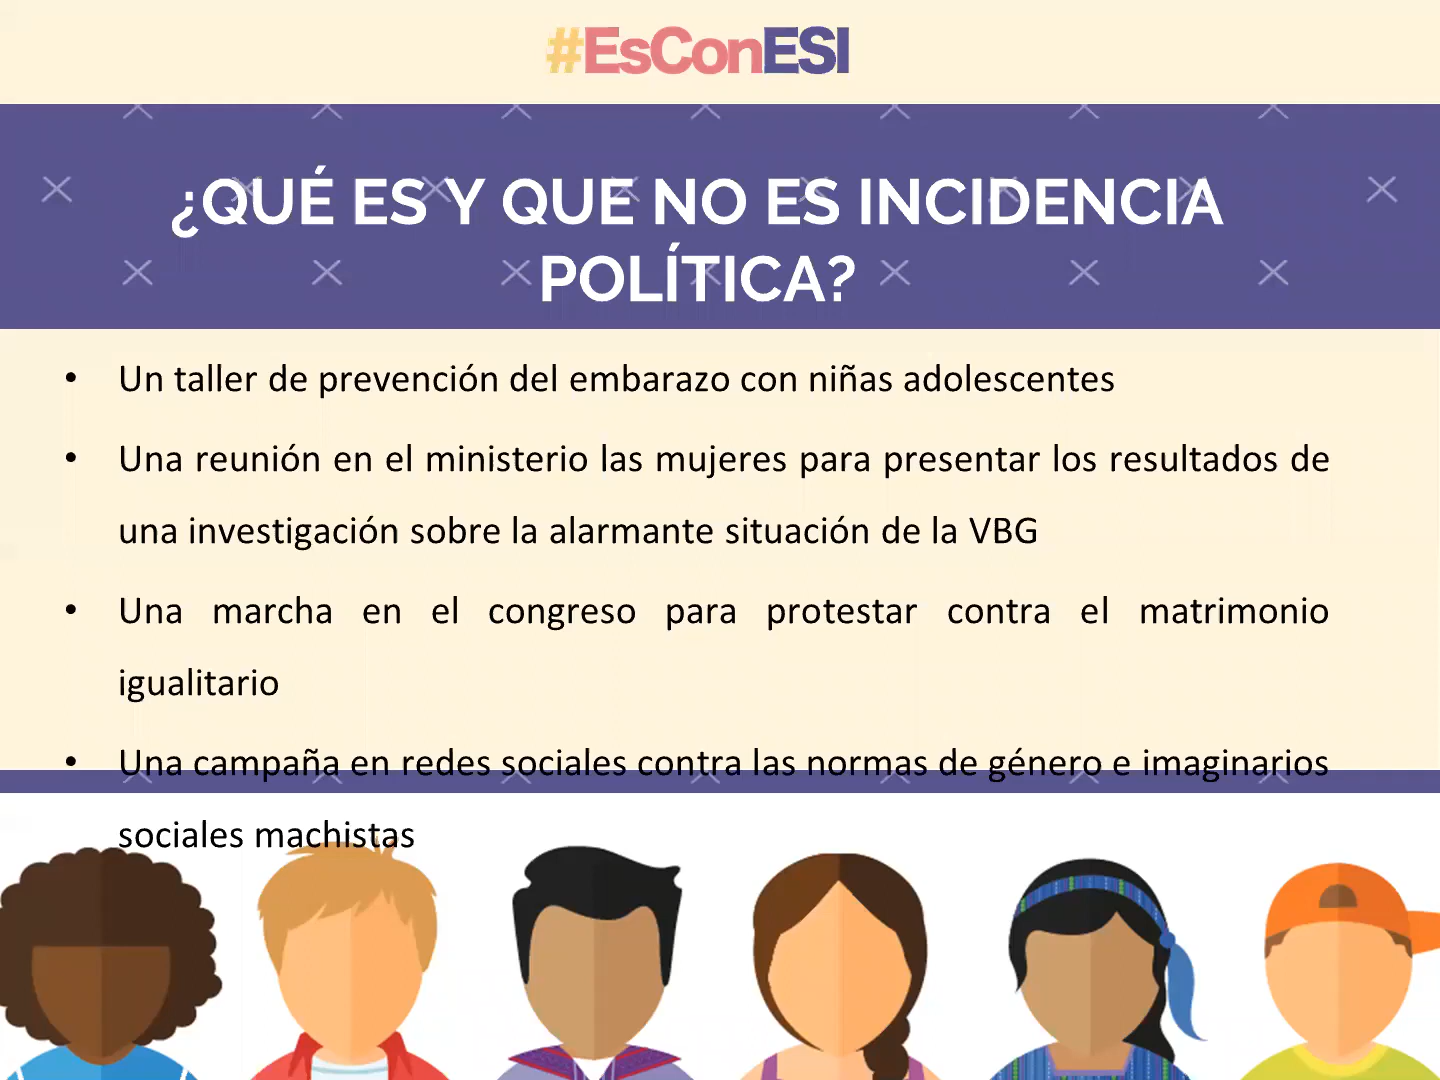 #EsConESI
¿QUÉ ES Y QUE NO ES INCIDENCIA
POLÍTICA?
• Un taller de prevención del embarazo con niñas adolescentes
• Una reunión en el ministerio las mujeres para presentar los resultados de
una investigación sobre la alarmante situación de la VBG
• Una marcha en el congreso para protestar contra el matrimonio
igualitario
• Una campaña en redes sociales contra las normas de género e imaginarios
sociales machistas